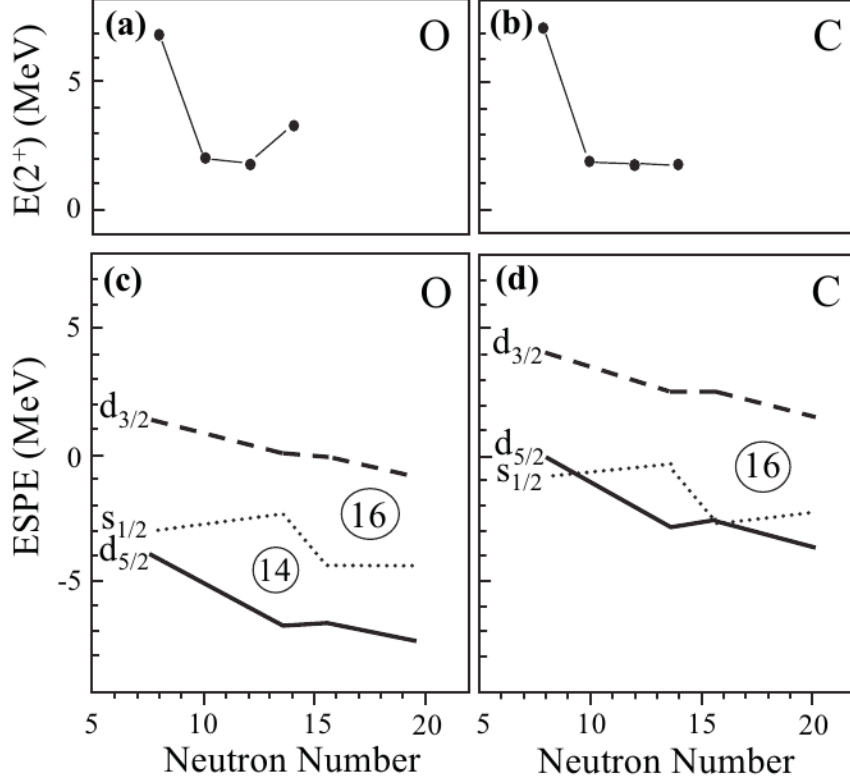 (a) O
(b) C
E(2⁺) (MeV)
5
0
(c) O
(d) C
ESPE (MeV)
5
0
-5
d₃/₂
s₁/₂
d₅/₂
14
16
d₃/₂
d₅/₂
s₁/₂
16
5 10 15 20
5 10 15 20
Neutron Number
Neutron Number